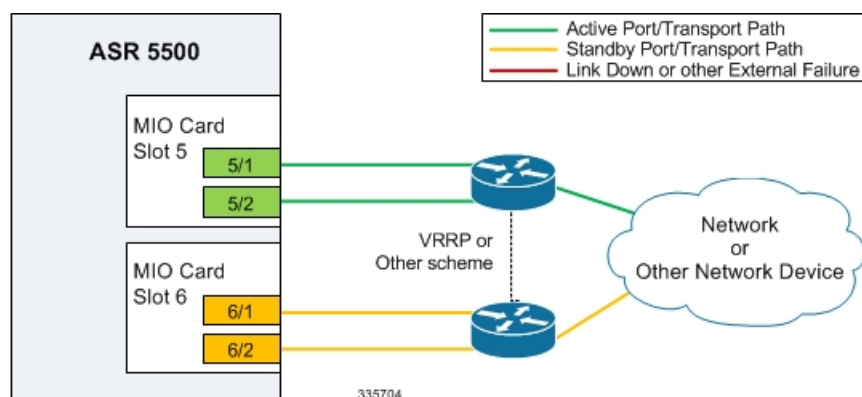 ASR 5500
Active Port/Transport Path
Standby Port/Transport Path
Link Down or other External Failure
MIO Card
Slot 5
5/1
5/2
VRRP or
Other scheme
Network
or
Other Network Device
MIO Card
Slot 6
6/1
6/2
335704